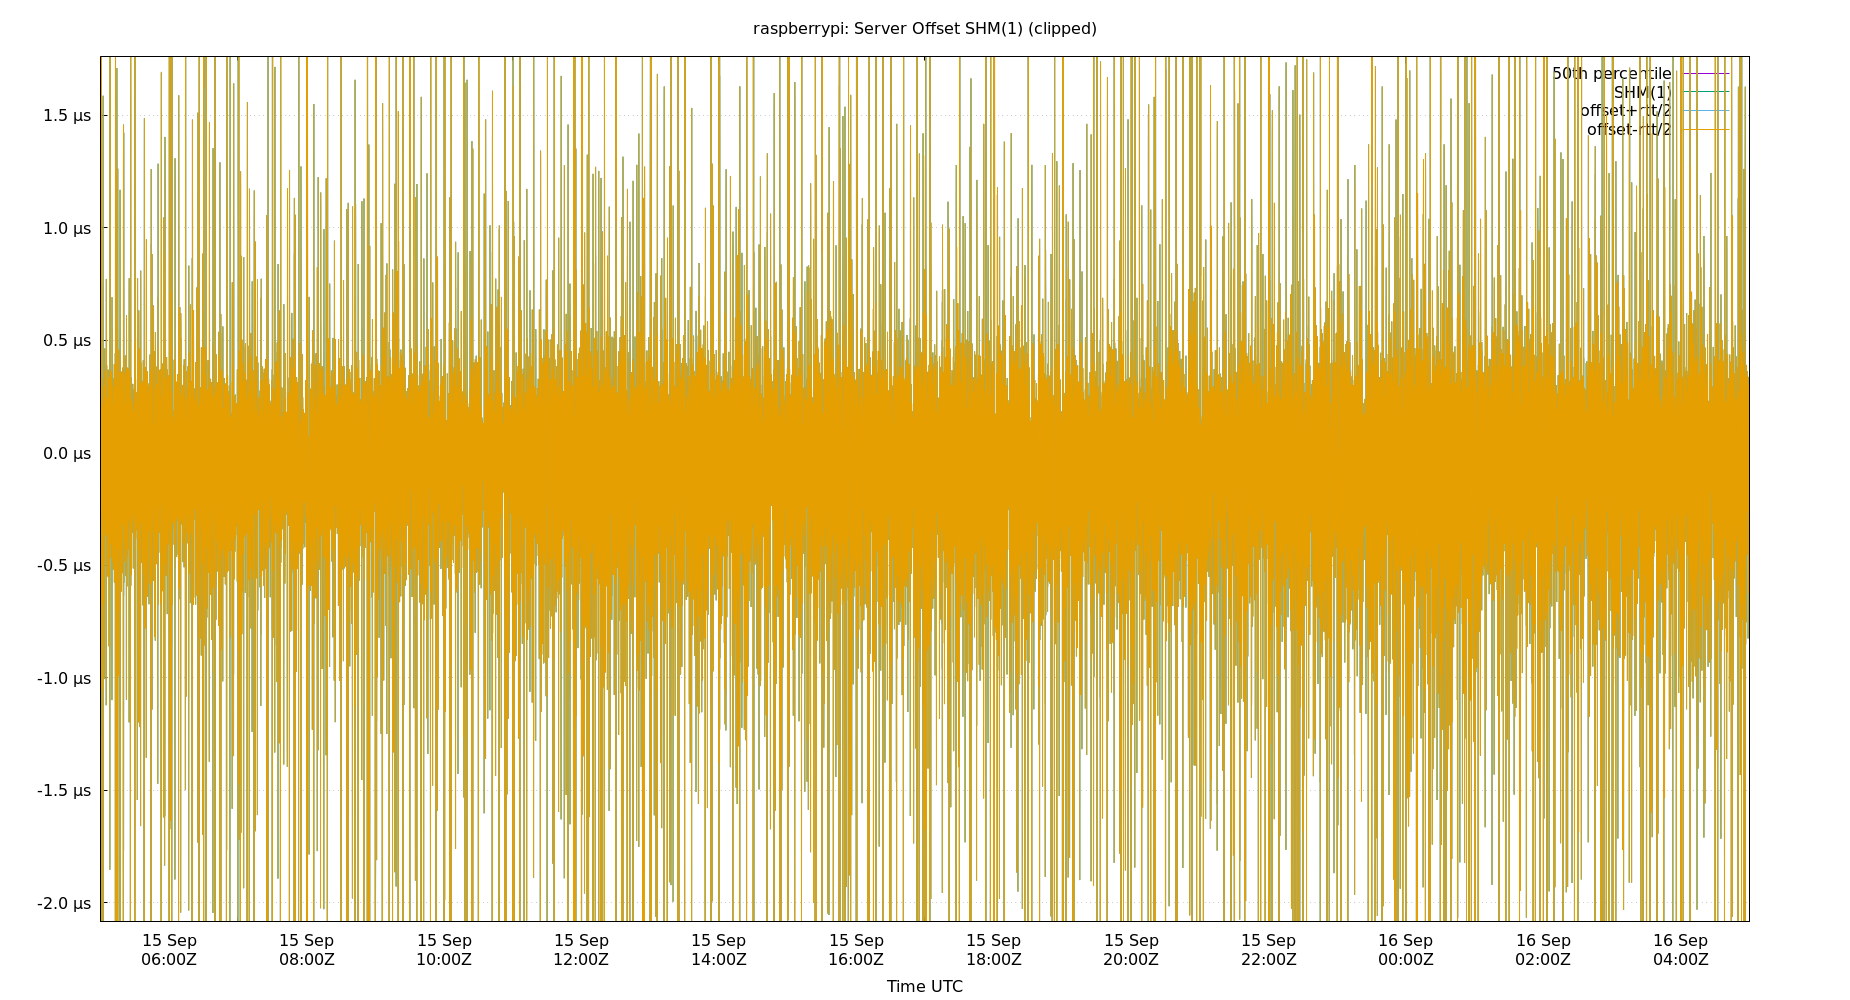 raspberrypi: Server Offset SHM(1) (clipped)
50th percentile
SHM(1)
offset+rtt/2
offset-rtt/2
1.5 µs
1.0 µs
0.5 µs
0.0 µs
-0.5 µs
-1.0 µs
-1.5 µs
-2.0 µs
15 Sep 15 Sep 15 Sep 15 Sep 15 Sep 15 Sep 15 Sep 15 Sep 15 Sep 16 Sep 16 Sep 16 Sep
06:00Z 08:00Z 10:00Z 12:00Z 14:00Z 16:00Z 18:00Z 20:00Z 22:00Z 00:00Z 02:00Z 04:00Z
Time UTC